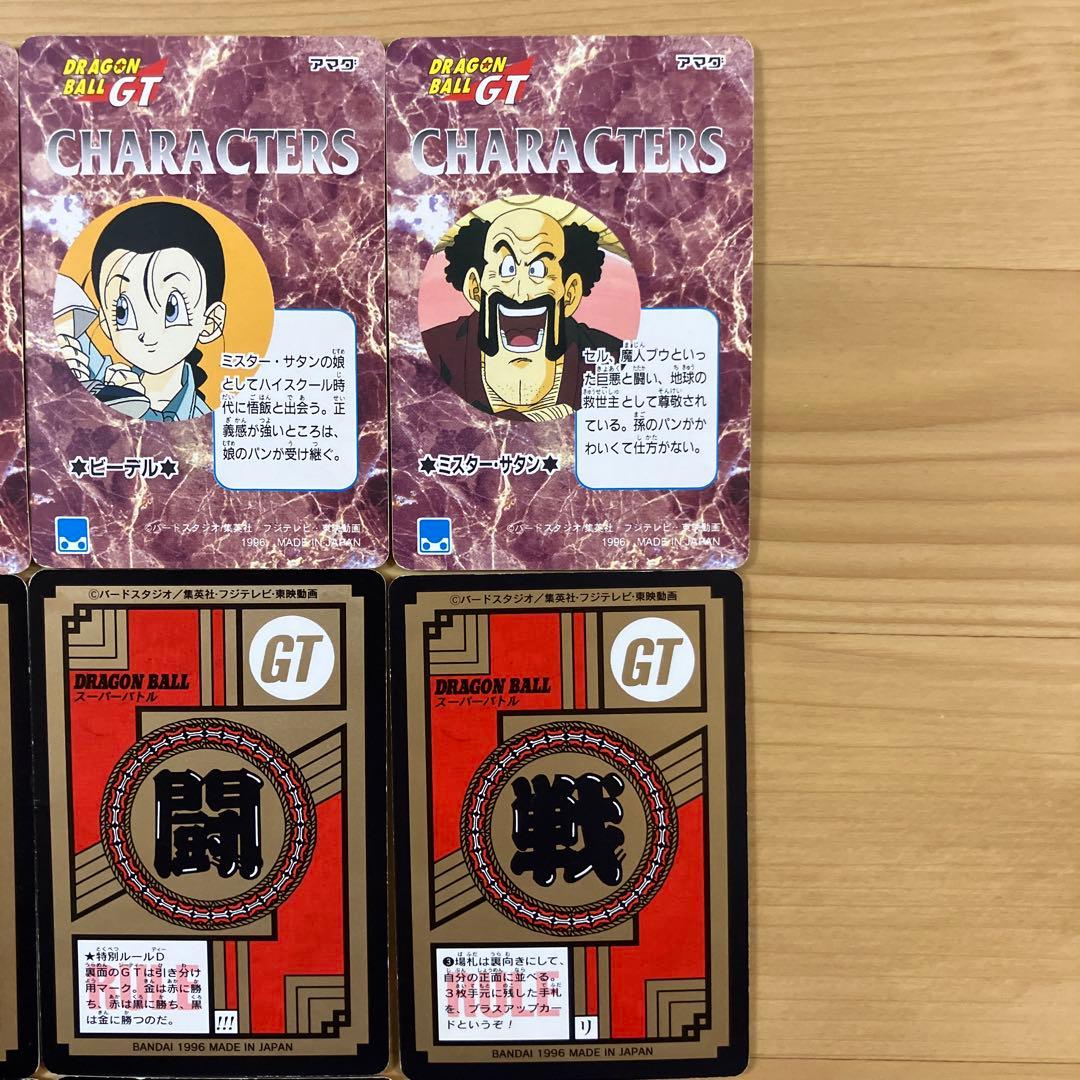 DRAGON
BALL GT
アマダ
CHARACTERS
ミスター・サタンの娘
としてハイスクール時
代に悟飯と出会う。正
義感が強いところは、
娘のパンが受け継ぐ。
★ビーデル★
©バードスタジオ/集英社・フジテレビ・東映動画
1996 MADE IN JAPAN
DRAGON
BALL GT
アマダ
CHARACTERS
セル、魔人ブウといっ
た巨悪と闘い、地球の
救世主として尊敬され
ている。孫のパンがか
わいくて仕方がない。
★ミスター・サタン★
©バードスタジオ/集英社・フジテレビ・東映動画
1996 MADE IN JAPAN
©バードスタジオ／集英社・フジテレビ・東映動画
GT
DRAGON BALL
スーパーバトル
闘
★特別ルールD
裏面のGTは引き分け
用マーク。金は赤に勝
ち、赤は黒に勝ち、黒
は金に勝つのだ。
RULE
!!!
BANDAI 1996 MADE IN JAPAN
©バードスタジオ／集英社・フジテレビ・東映動画
GT
DRAGON BALL
スーパーバトル
戦
❸場札は裏向きにして、
自分の正面に並べる。
3枚手元に残した手札
を、プラスアップカー
ドというぞ！
RULE
リ
BANDAI 1996 MADE IN JAPAN